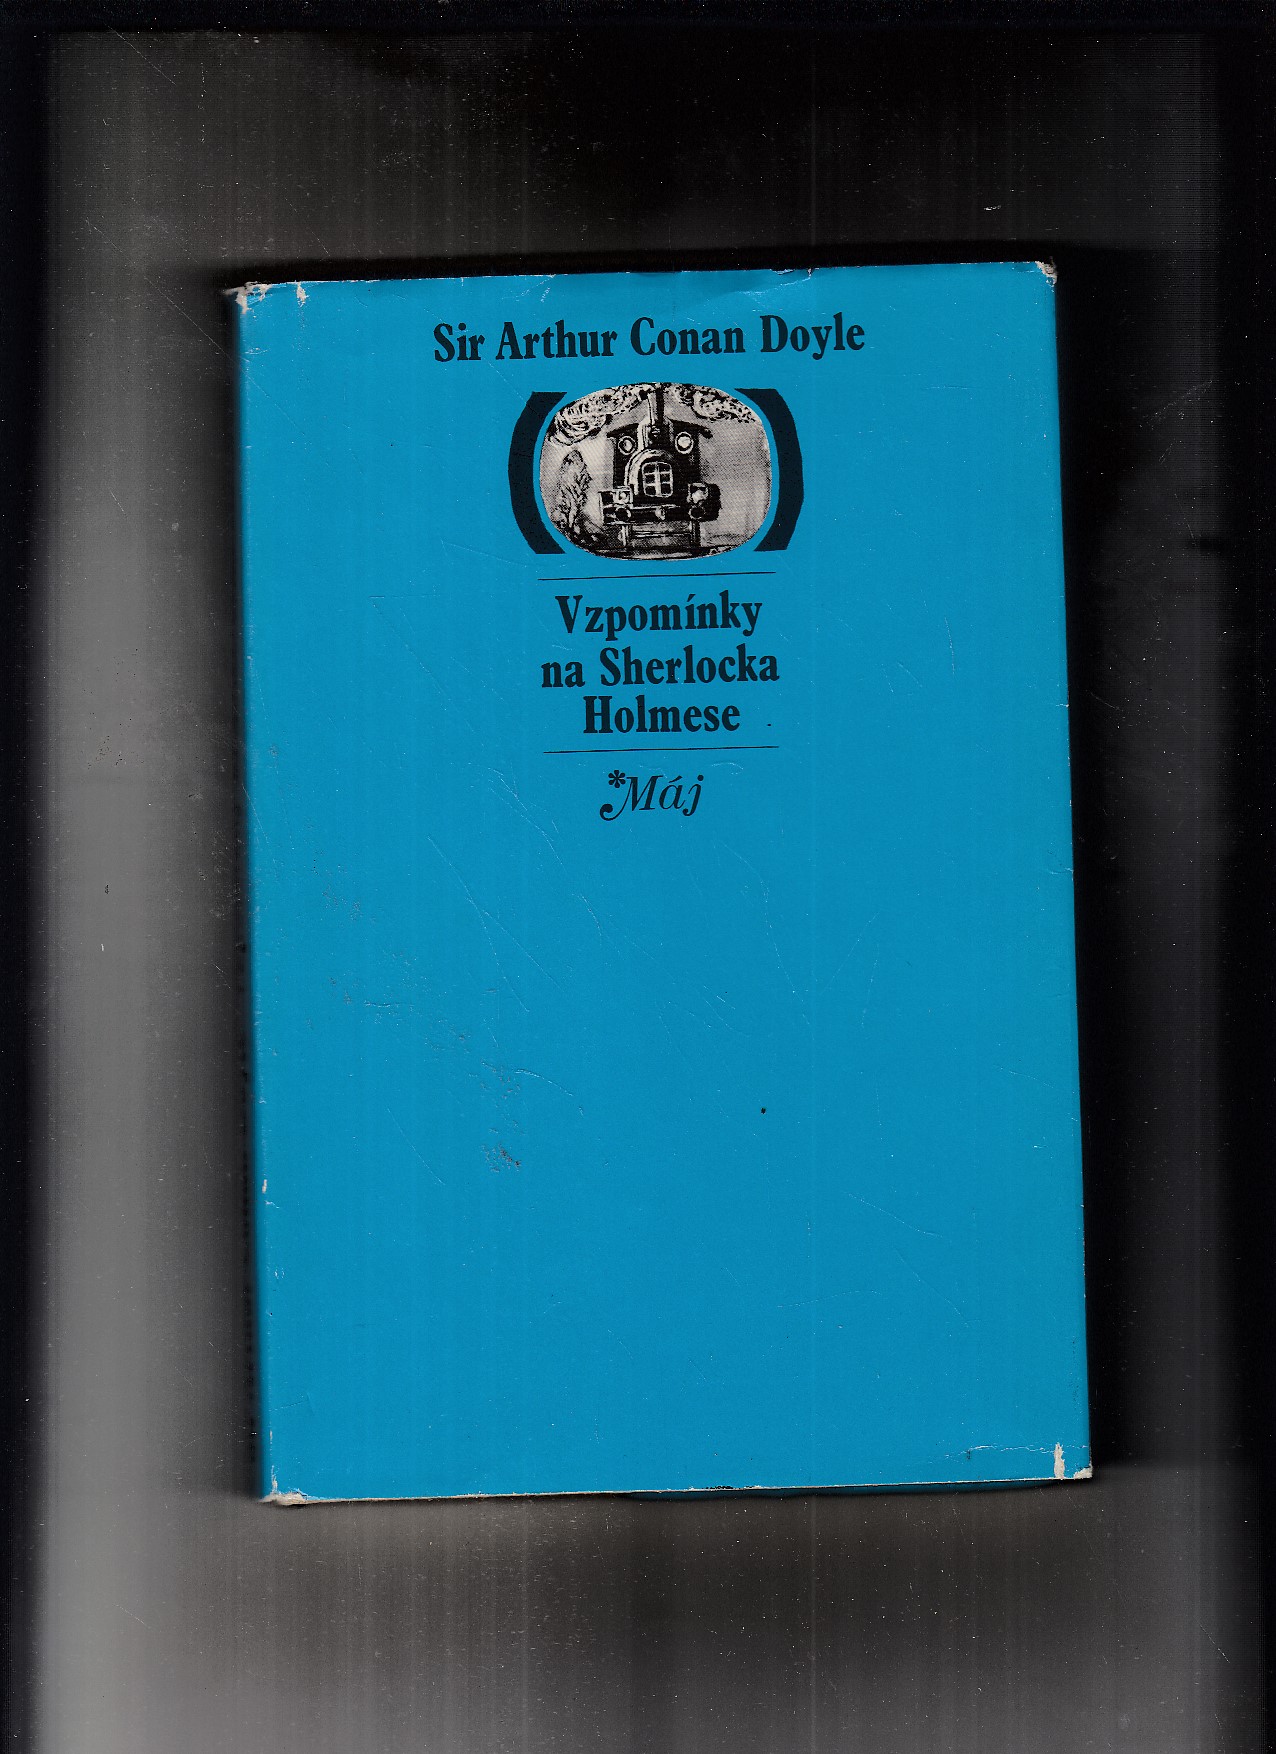 Sir Arthur Conan Doyle
Vzpomínky
na Sherlocka
Holmese
*Máj